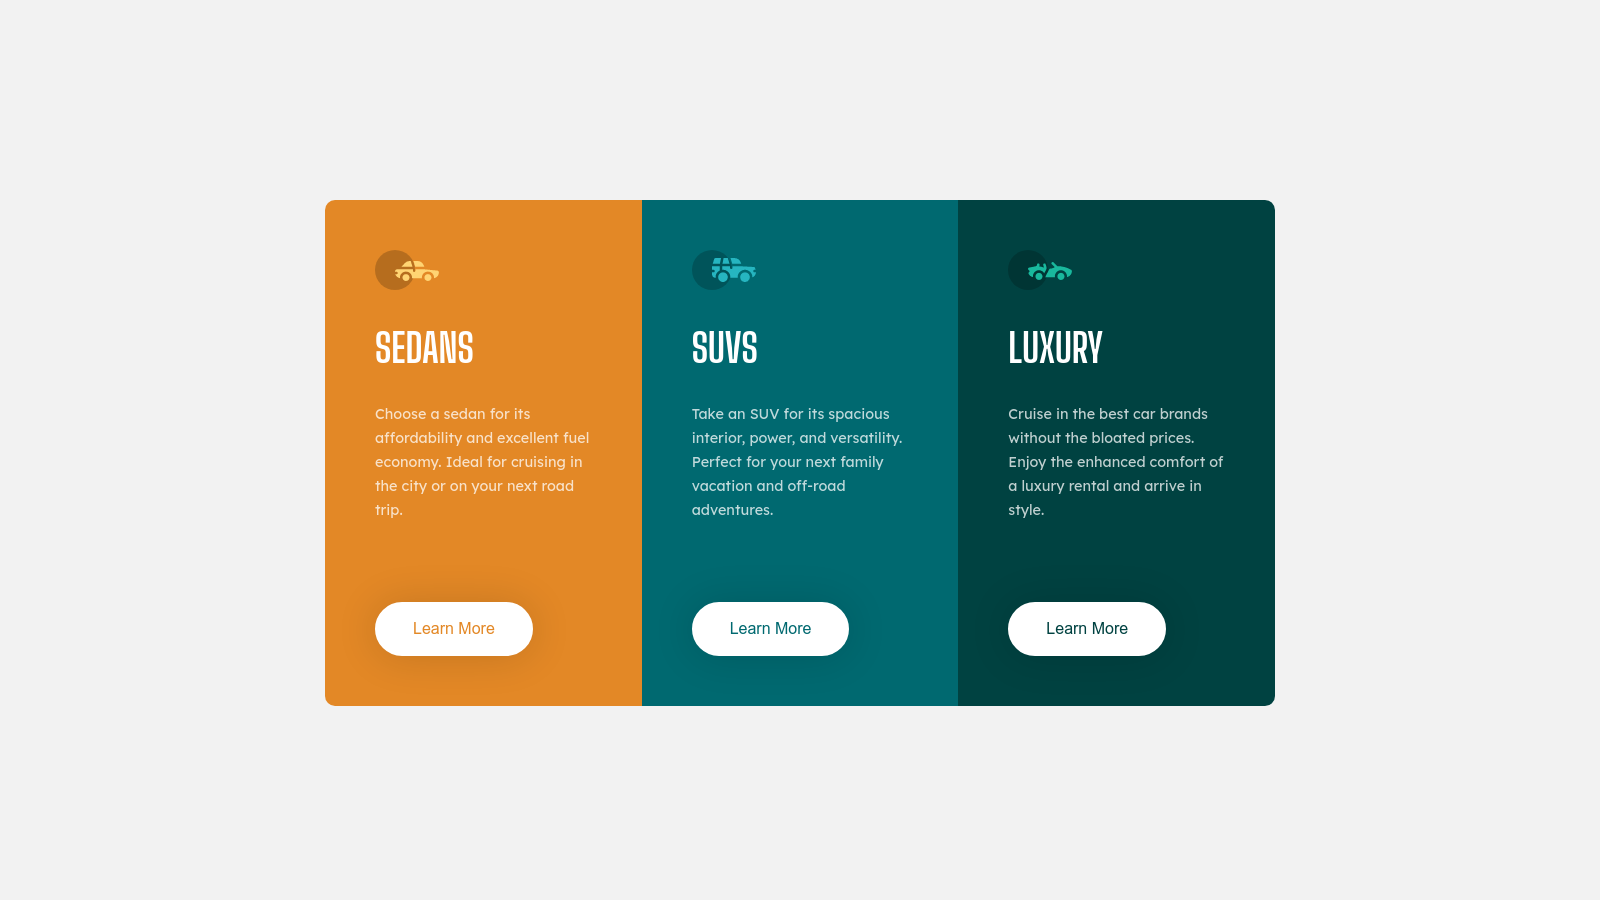 SEDANS
Choose a sedan for its
affordability and excellent fuel
economy. Ideal for cruising in
the city or on your next road
trip.
Learn More
SUVS
Take an SUV for its spacious
interior, power, and versatility.
Perfect for your next family
vacation and off-road
adventures.
Learn More
LUXURY
Cruise in the best car brands
without the bloated prices.
Enjoy the enhanced comfort of
a luxury rental and arrive in
style.
Learn More